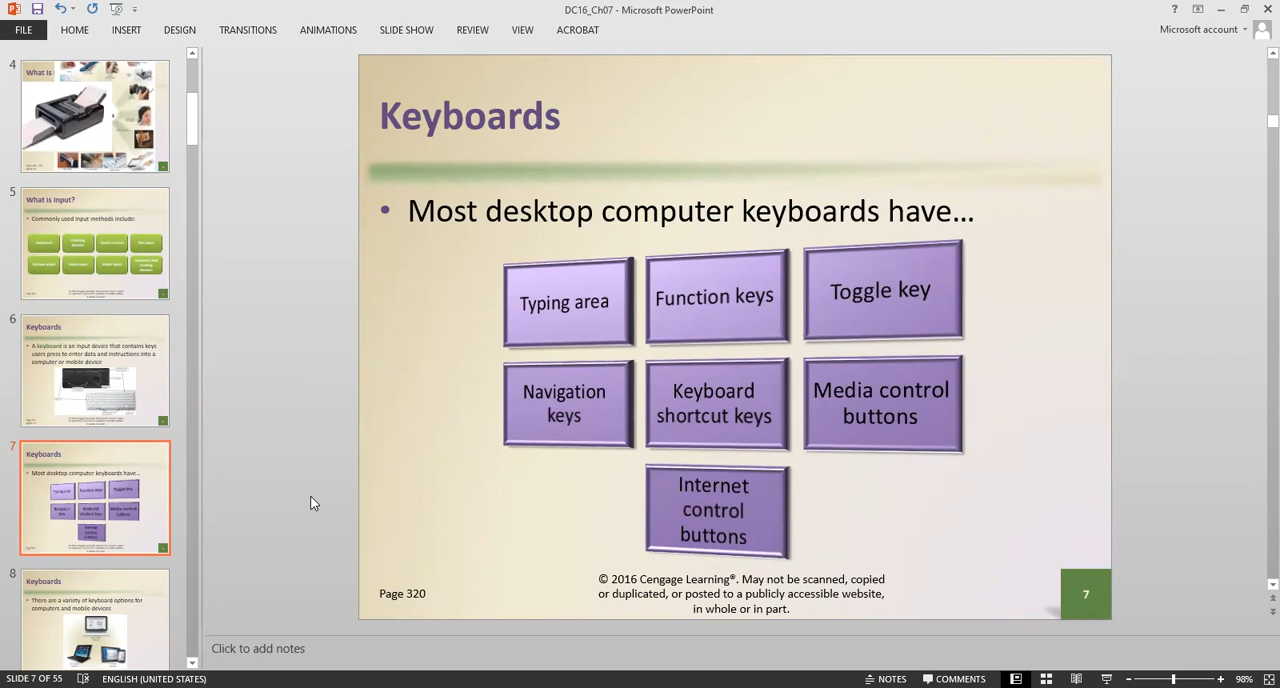 DC16_Ch07 - Microsoft PowerPoint
FILE HOME INSERT DESIGN TRANSITIONS ANIMATIONS SLIDE SHOW REVIEW VIEW ACROBAT
Microsoft account
4
What Is
5
What Is Input?
• Commonly used input methods include:
6
Keyboards
• A keyboard is an input device that contains keys
users press to enter data and instructions into a
computer or mobile device
7
Keyboards
• Most desktop computer keyboards have...
Typing area
Function keys
Toggle key
8
Keyboards
• There are a variety of keyboard options for
computers and mobile devices
Keyboards
• Most desktop computer keyboards have…
Typing area
Function keys
Toggle key
Navigation
keys
Keyboard
shortcut keys
Media control
buttons
Internet
control
buttons
Page 320
© 2016 Cengage Learning®. May not be scanned, copied
or duplicated, or posted to a publicly accessible website,
in whole or in part.
7
Click to add notes
SLIDE 7 OF 55
ENGLISH (UNITED STATES)
NOTES
COMMENTS
98%